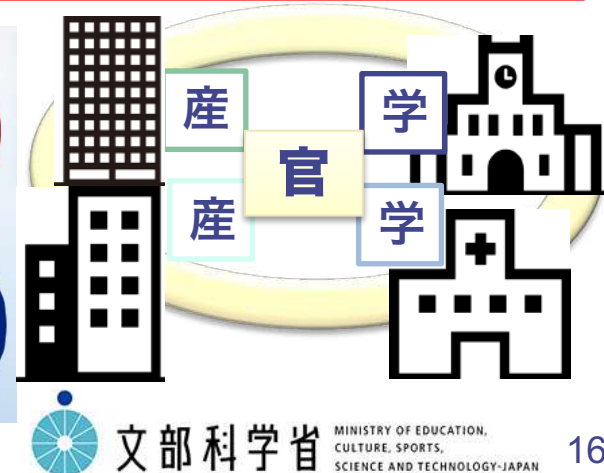 産 学
官
産 学
文部科学省
MINISTRY OF EDUCATION,
CULTURE, SPORTS,
SCIENCE AND TECHNOLOGY-JAPAN
16